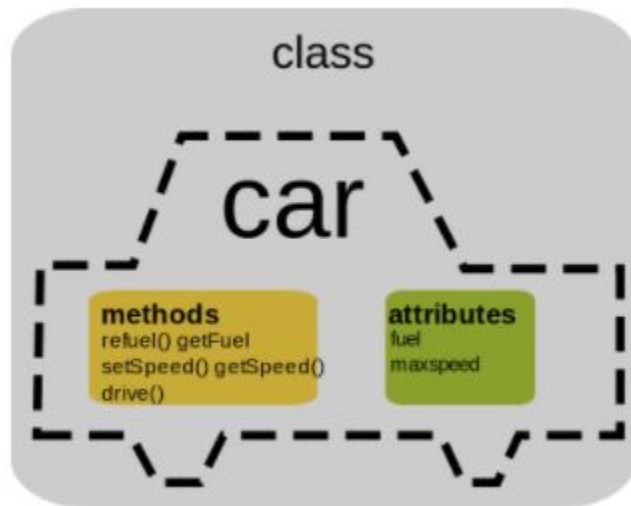 class
car
methods
refuel() getFuel
setSpeed() getSpeed()
drive()
attributes
fuel
maxspeed